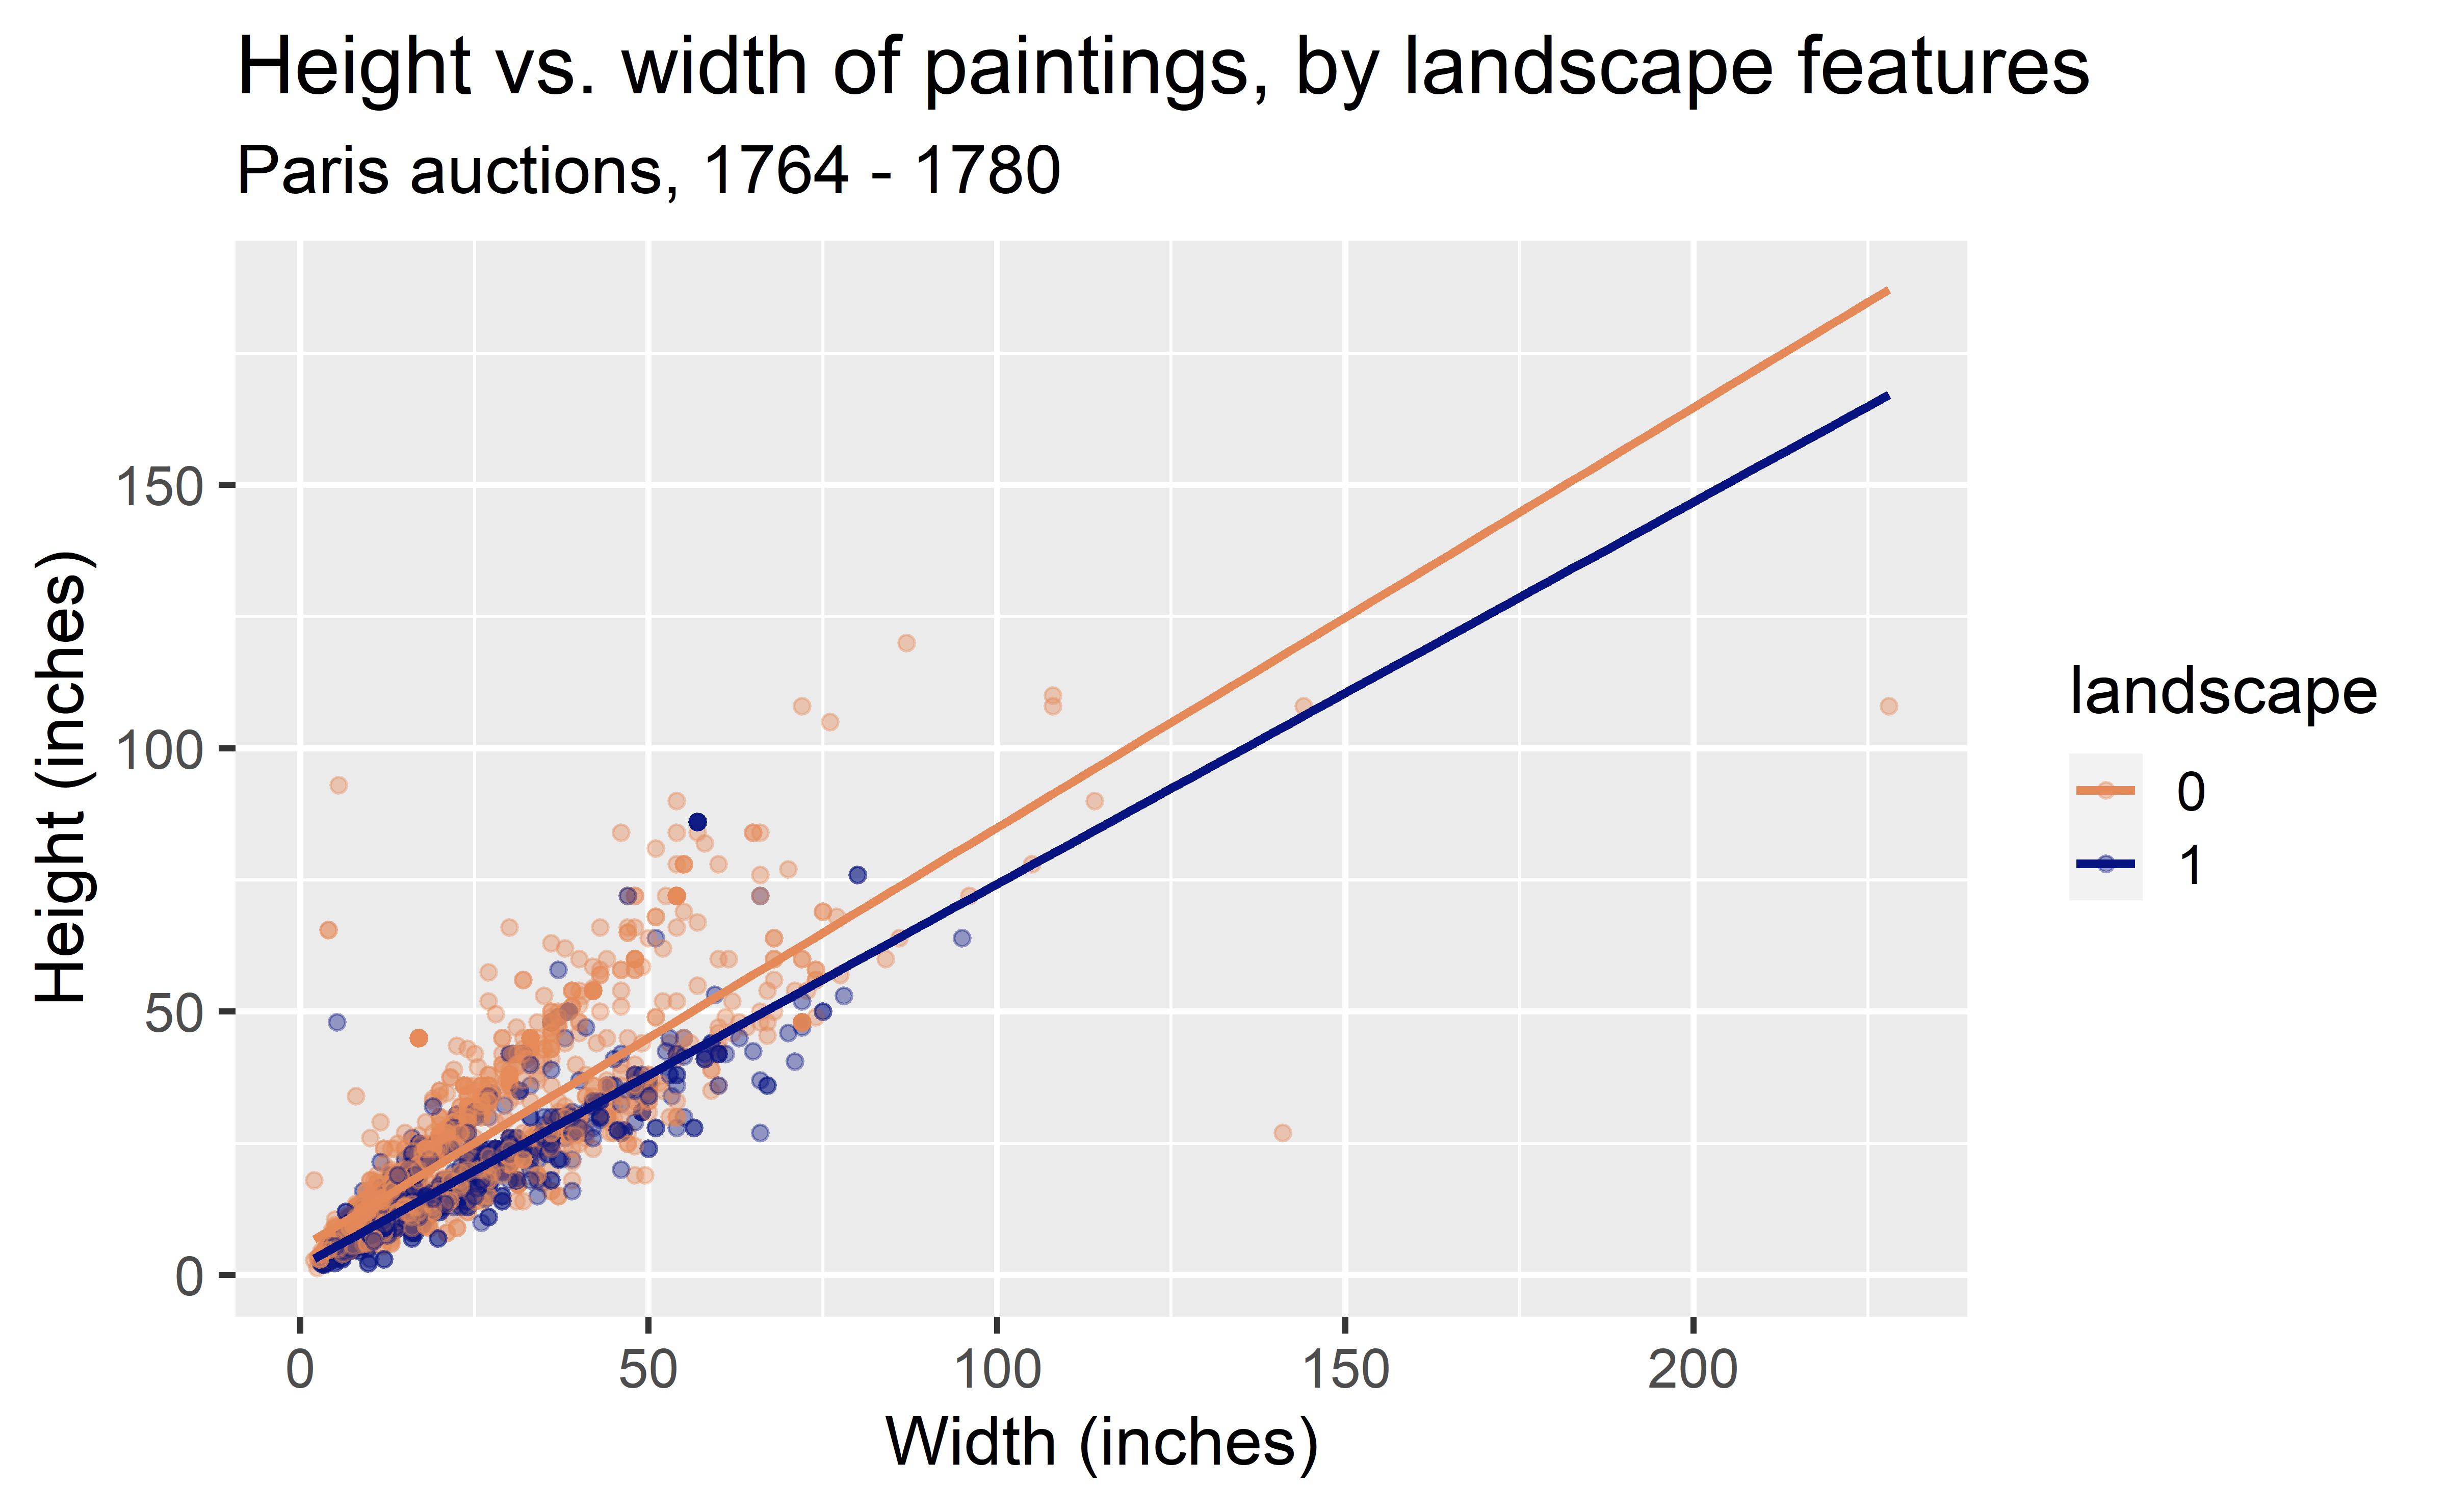 Height vs. width of paintings, by landscape features
Paris auctions, 1764 - 1780
150
100
50
0
Height (inches)
0 50 100 150 200
Width (inches)
landscape
0
1